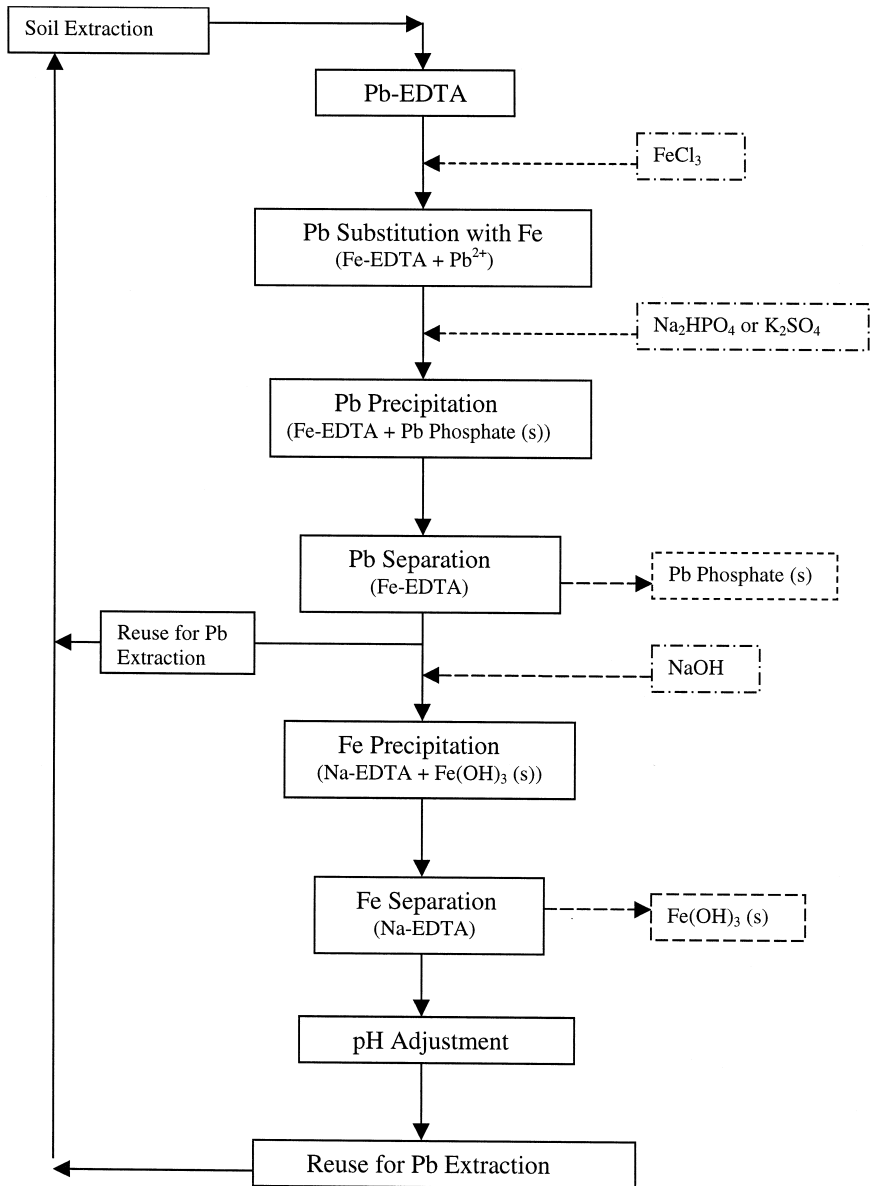 Soil Extraction
Pb-EDTA
FeCl₃
Pb Substitution with Fe
(Fe-EDTA + Pb²⁺)
Na₂HPO₄ or K₂SO₄
Pb Precipitation
(Fe-EDTA + Pb Phosphate (s))
Pb Separation
(Fe-EDTA)
Pb Phosphate (s)
Reuse for Pb
Extraction
NaOH
Fe Precipitation
(Na-EDTA + Fe(OH)₃ (s))
Fe Separation
(Na-EDTA)
Fe(OH)₃ (s)
pH Adjustment
Reuse for Pb Extraction